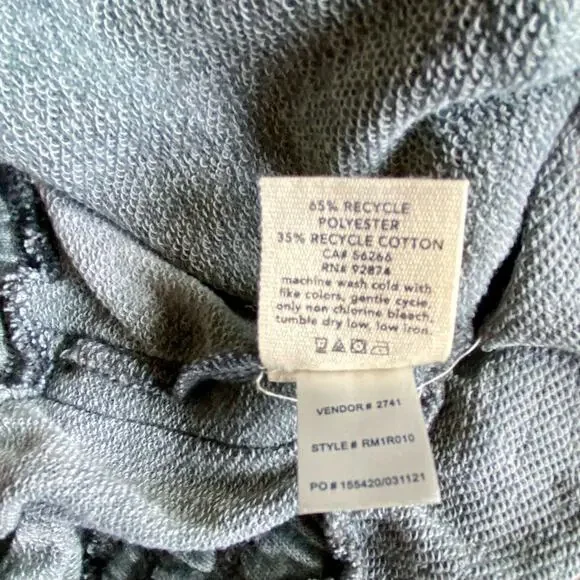 65% RECYCLE
POLYESTER
35% RECYCLE COTTON
CA# 56266
RN# 92874
machine wash cold with
like colors, gentle cycle,
only non chlorine bleach,
tumble dry low, low iron.
VENDOR# 2741
STYLE# RM1R010
PO# 155420/031121